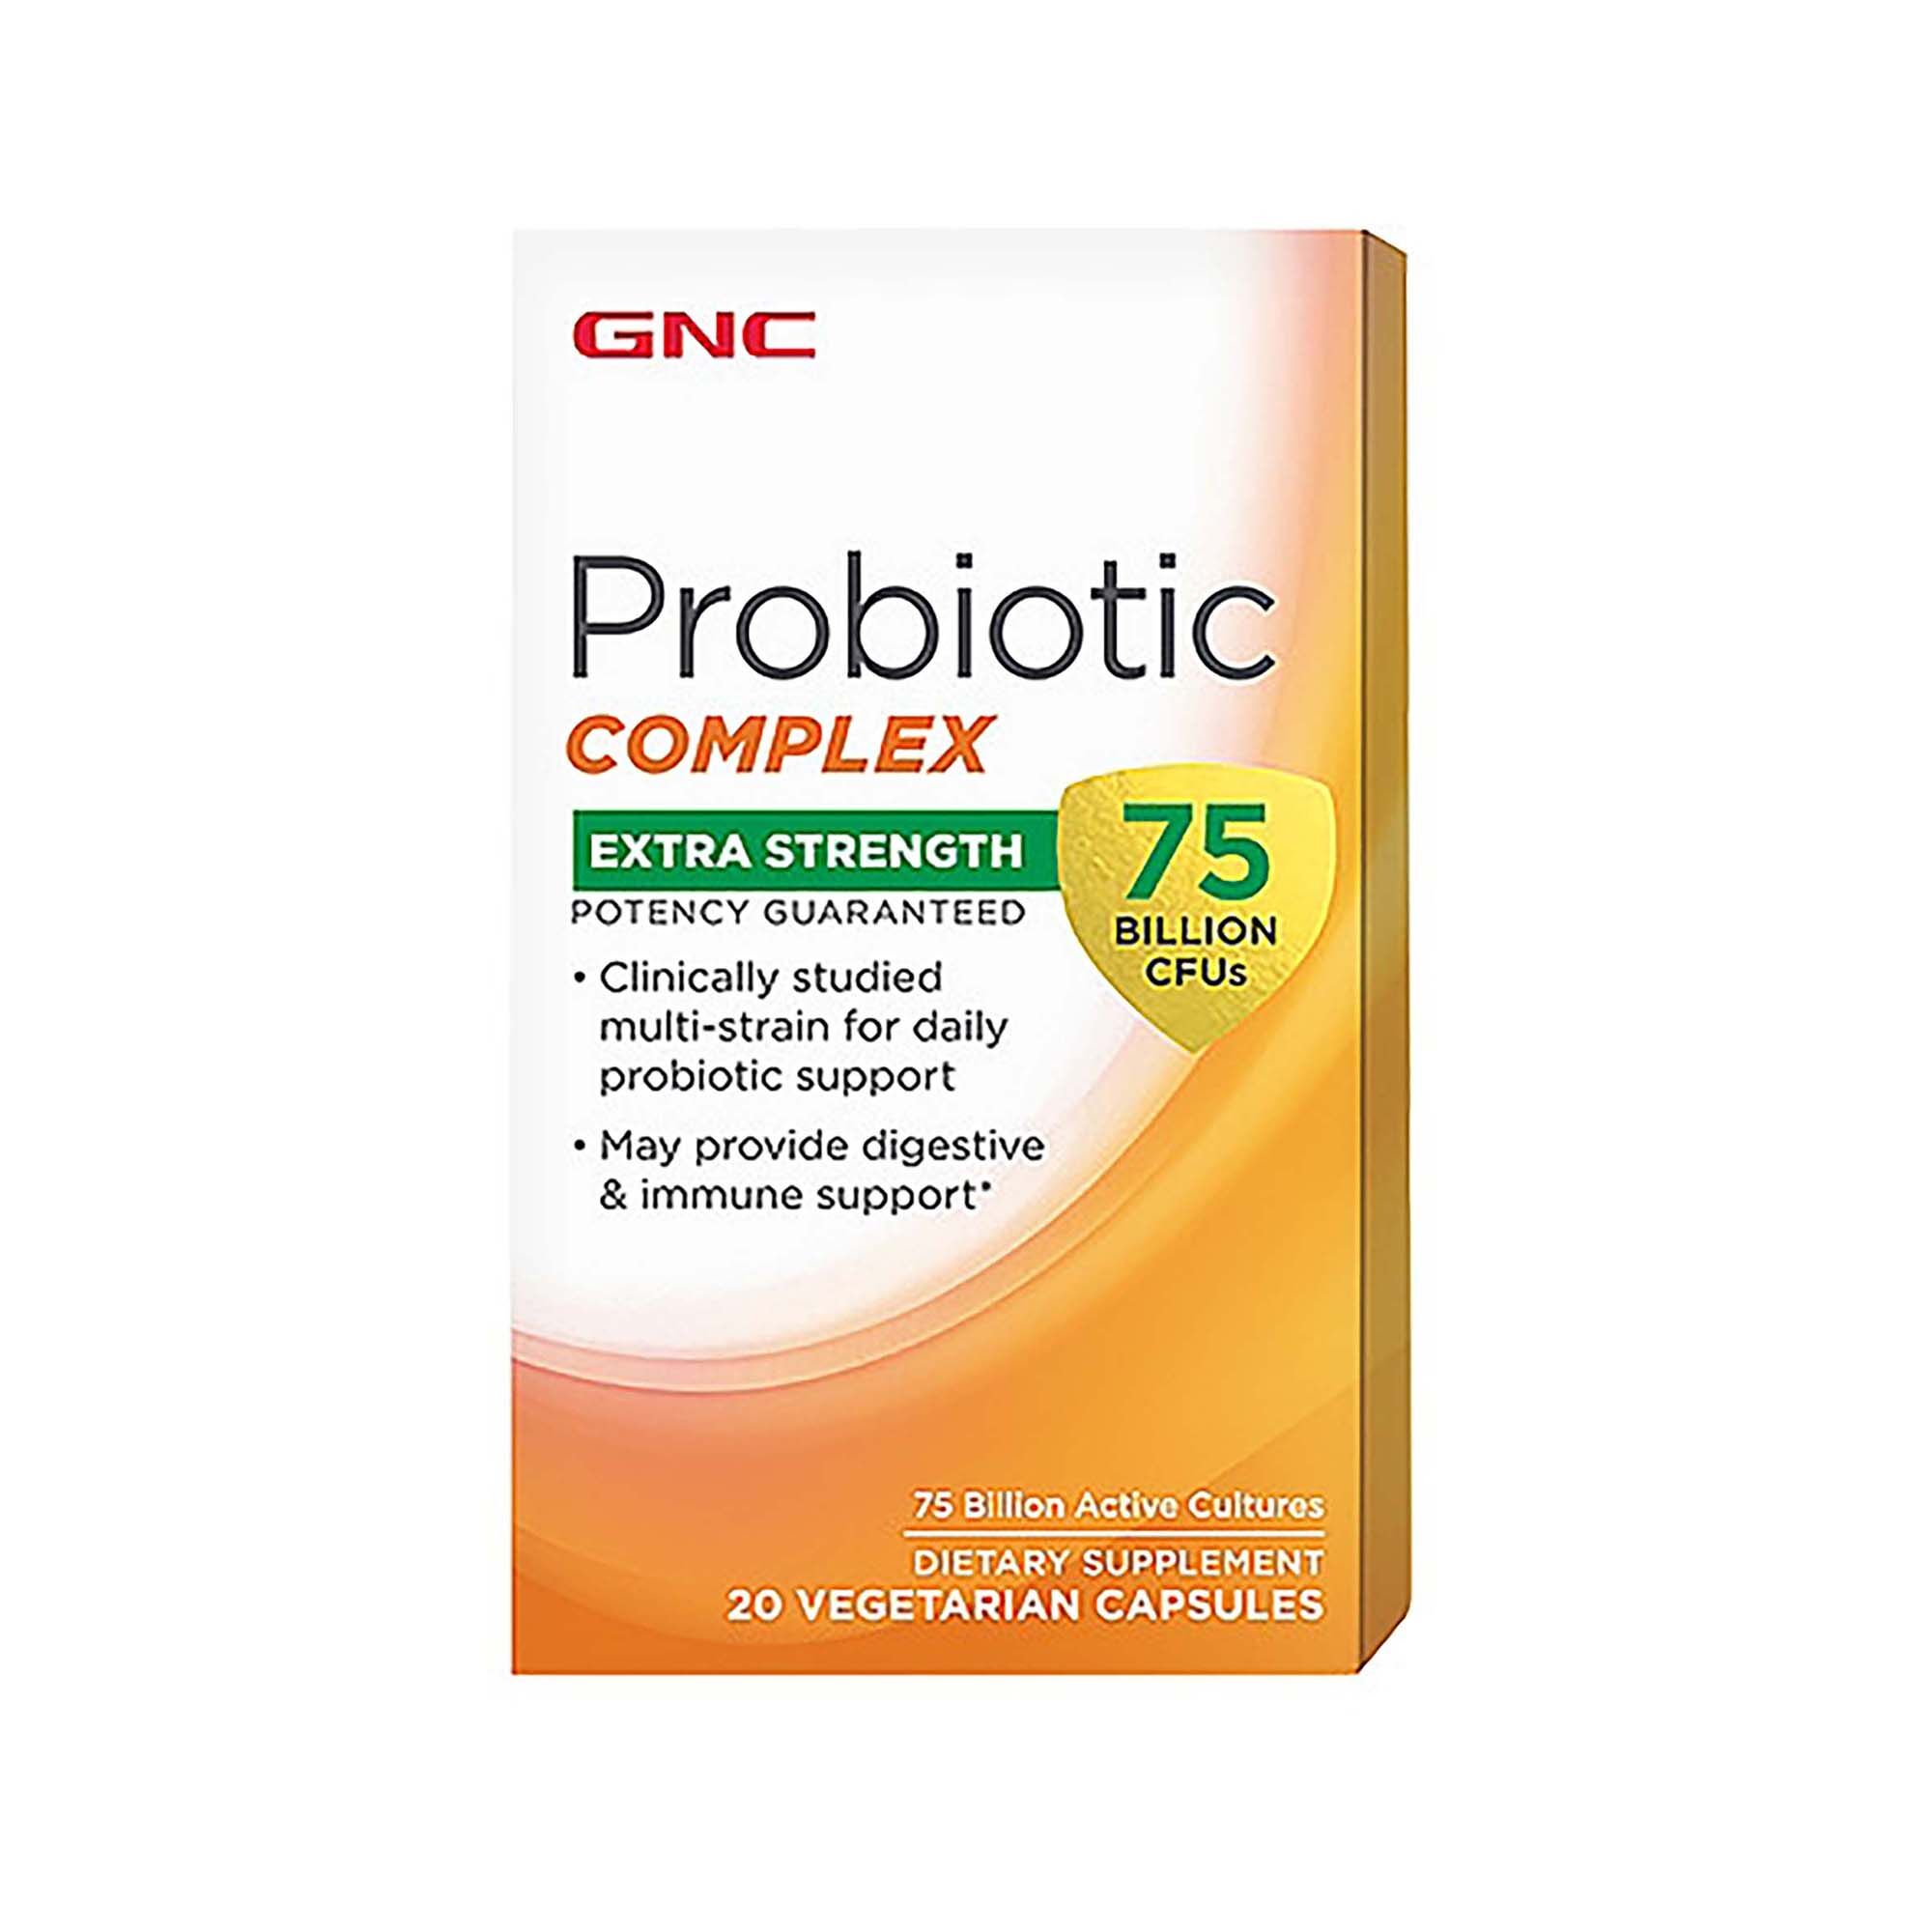 GNC
Probiotic
COMPLEX
EXTRA STRENGTH
75
BILLION
CFUs
POTENCY GUARANTEED
• Clinically studied
multi-strain for daily
probiotic support
• May provide digestive
& immune support*
75 Billion Active Cultures
DIETARY SUPPLEMENT
20 VEGETARIAN CAPSULES